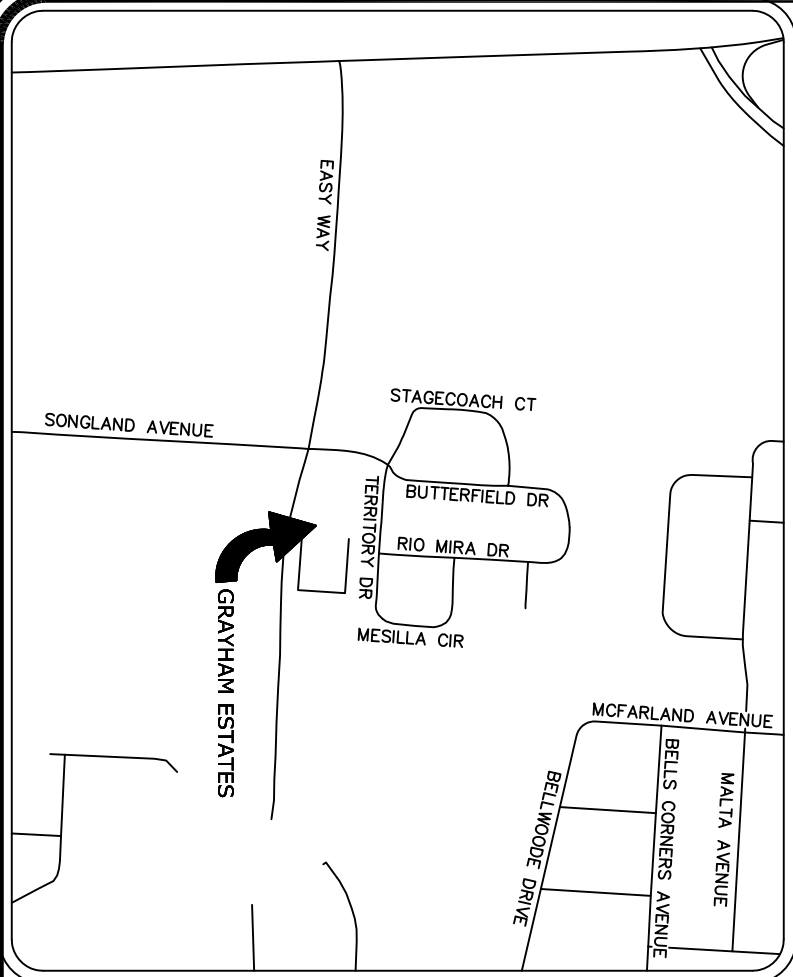 EASY WAY
STAGECOACH CT
SONGLAND AVENUE
BUTTERFIELD DR
TERRITORY DR
RIO MIRA DR
MESILLA CIR
GRAYHAM ESTATES
MCFARLAND AVENUE
BELLWOODE DRIVE
BELLS CORNERS AVENUE
MALTA AVENUE